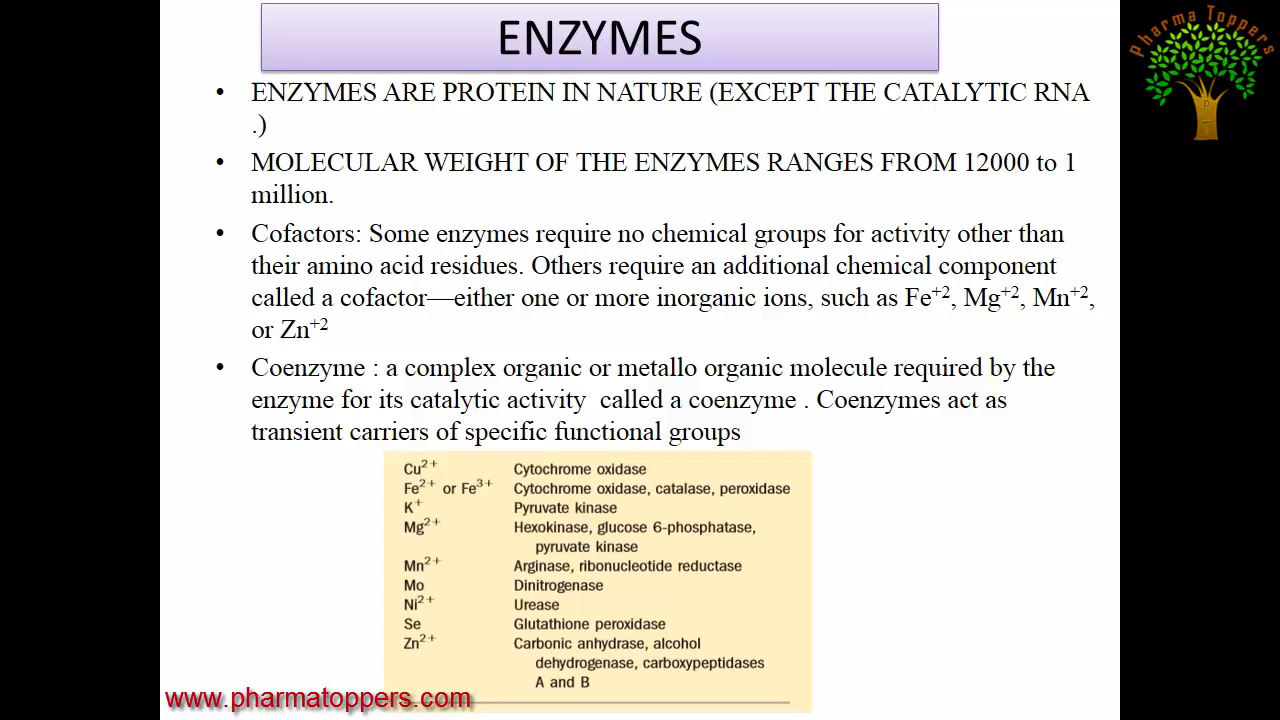 ENZYMES
Pharma Toppers
P
T
• ENZYMES ARE PROTEIN IN NATURE (EXCEPT THE CATALYTIC RNA
.)
• MOLECULAR WEIGHT OF THE ENZYMES RANGES FROM 12000 to 1
million.
• Cofactors: Some enzymes require no chemical groups for activity other than
their amino acid residues. Others require an additional chemical component
called a cofactor—either one or more inorganic ions, such as Fe⁺², Mg⁺², Mn⁺²,
or Zn⁺²
• Coenzyme : a complex organic or metallo organic molecule required by the
enzyme for its catalytic activity called a coenzyme . Coenzymes act as
transient carriers of specific functional groups
Cu²⁺ Cytochrome oxidase
Fe²⁺ or Fe³⁺ Cytochrome oxidase, catalase, peroxidase
K⁺ Pyruvate kinase
Mg²⁺ Hexokinase, glucose 6-phosphatase,
pyruvate kinase
Mn²⁺ Arginase, ribonucleotide reductase
Mo Dinitrogenase
Ni²⁺ Urease
Se Glutathione peroxidase
Zn²⁺ Carbonic anhydrase, alcohol
dehydrogenase, carboxypeptidases
A and B
www.pharmatoppers.com